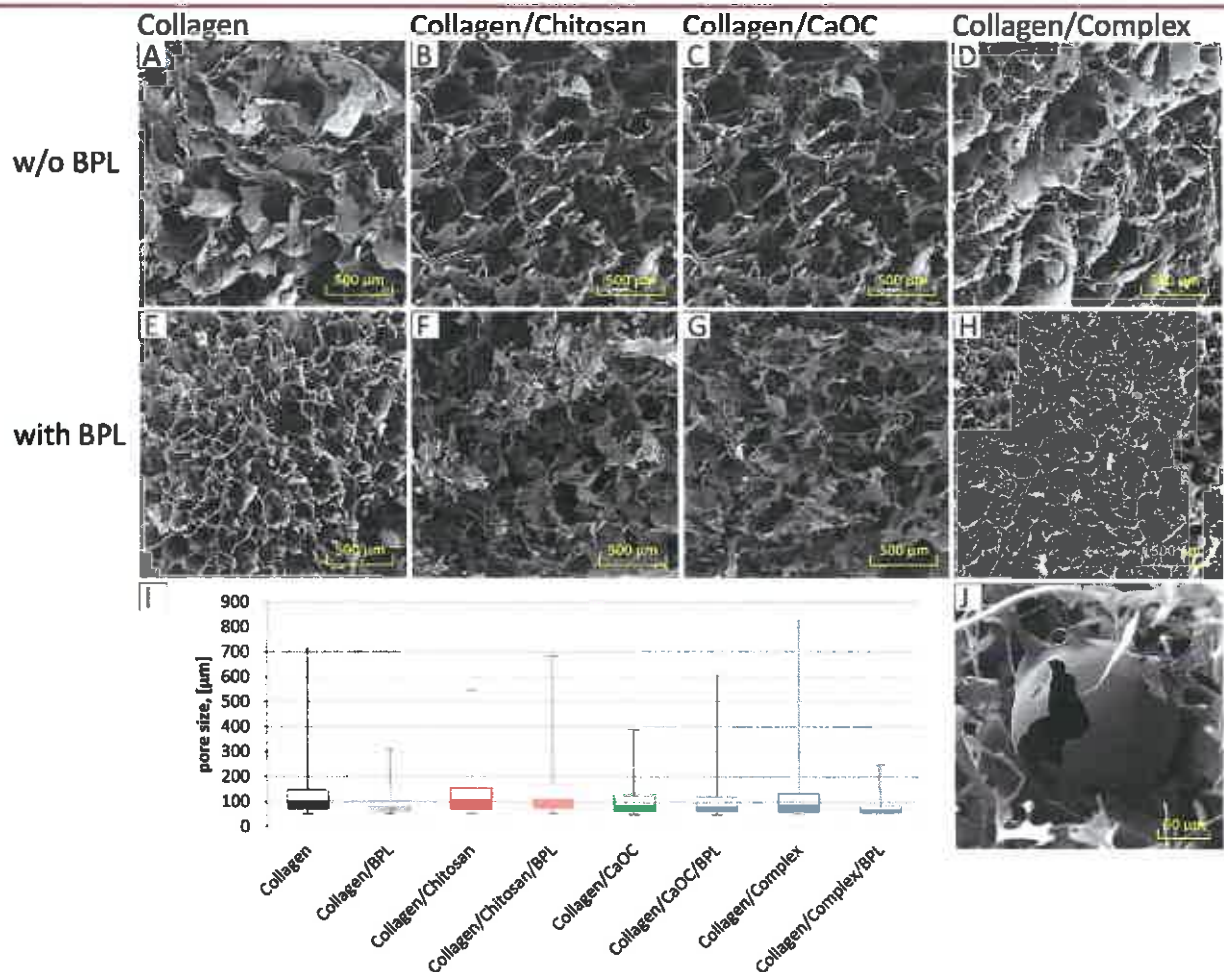 Collagen
Collagen/Chitosan
Collagen/CaOC
Collagen/Complex
w/o BPL
A
B
C
D
500 µm
500 µm
500 µm
with BPL
E
F
G
H
500 µm
500 µm
500 µm
I
J
pore size, [µm]
900
800
700
600
500
400
300
200
100
0
Collagen
Collagen/BPL
Collagen/Chitosan
Collagen/Chitosan/BPL
Collagen/CaOC
Collagen/CaOC/BPL
Collagen/Complex
Collagen/Complex/BPL